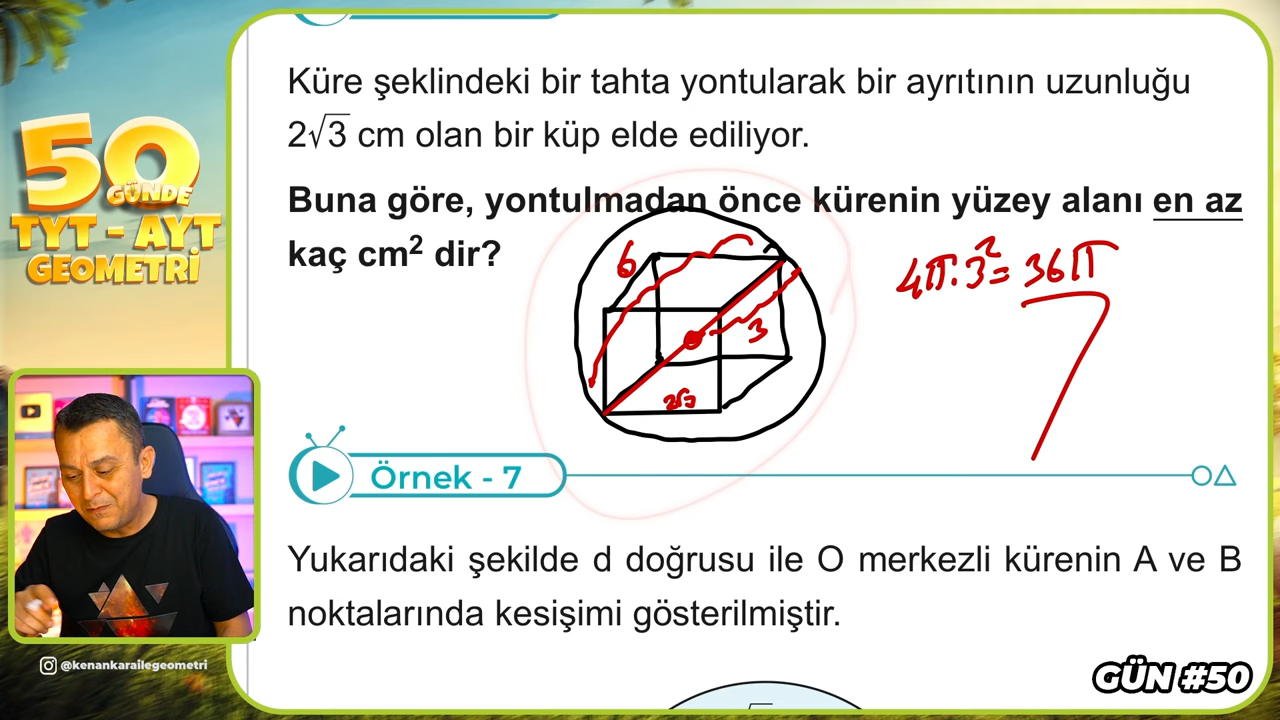 Küre şeklindeki bir tahta yontularak bir ayrıtının uzunluğu
2√3 cm olan bir küp elde ediliyor.
Buna göre, yontulmadan önce kürenin yüzey alanı en az
kaç cm² dir?
6
3
2√3
4π.3²=36π
Örnek - 7
Yukarıdaki şekilde d doğrusu ile O merkezli kürenin A ve B
noktalarında kesişimi gösterilmiştir.
50
GÜNDE
TYT - AYT
GEOMETRİ
@kenankarailegeometri
GÜN #50